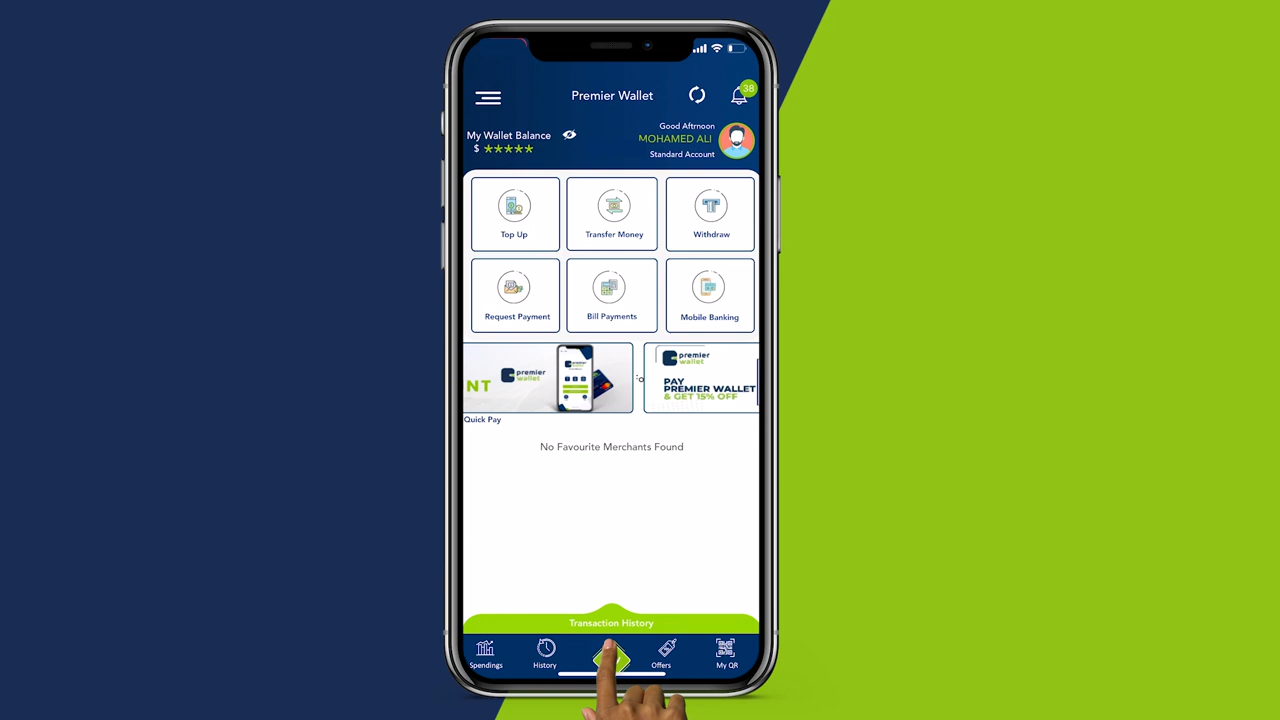 Premier Wallet
38
My Wallet Balance
$ *****
Good Aftrnoon
MOHAMED ALI
Standard Account
Top Up
Transfer Money
Withdraw
Request Payment
Bill Payments
Mobile Banking
NT
premier
wallet
premier
wallet
PAY
PREMIER WALLET
& GET 15% OFF
Quick Pay
No Favourite Merchants Found
Transaction History
Spendings
History
Offers
My QR